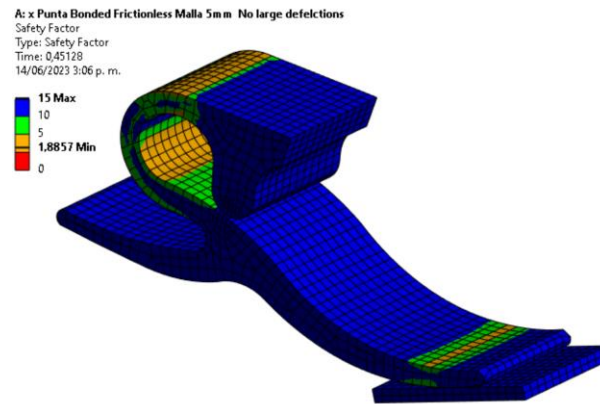 A: x Punta Bonded Frictionless Malla 5mm No large defelctions
Safety Factor
Type: Safety Factor
Time: 0,45128
14/06/2023 3:06 p. m.
15 Max
10
5
1,8857 Min
0